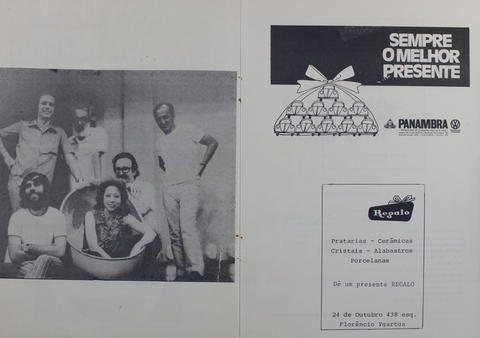 SEMPRE
O MELHOR
PRESENTE
PANAMBRA
Regalo
Pratarias - Cerâmicas
Cristais - Alabastros
Porcelanas
Dê um presente REGALO
24 de Outubro 438 esq.
Florêncio Ygartua